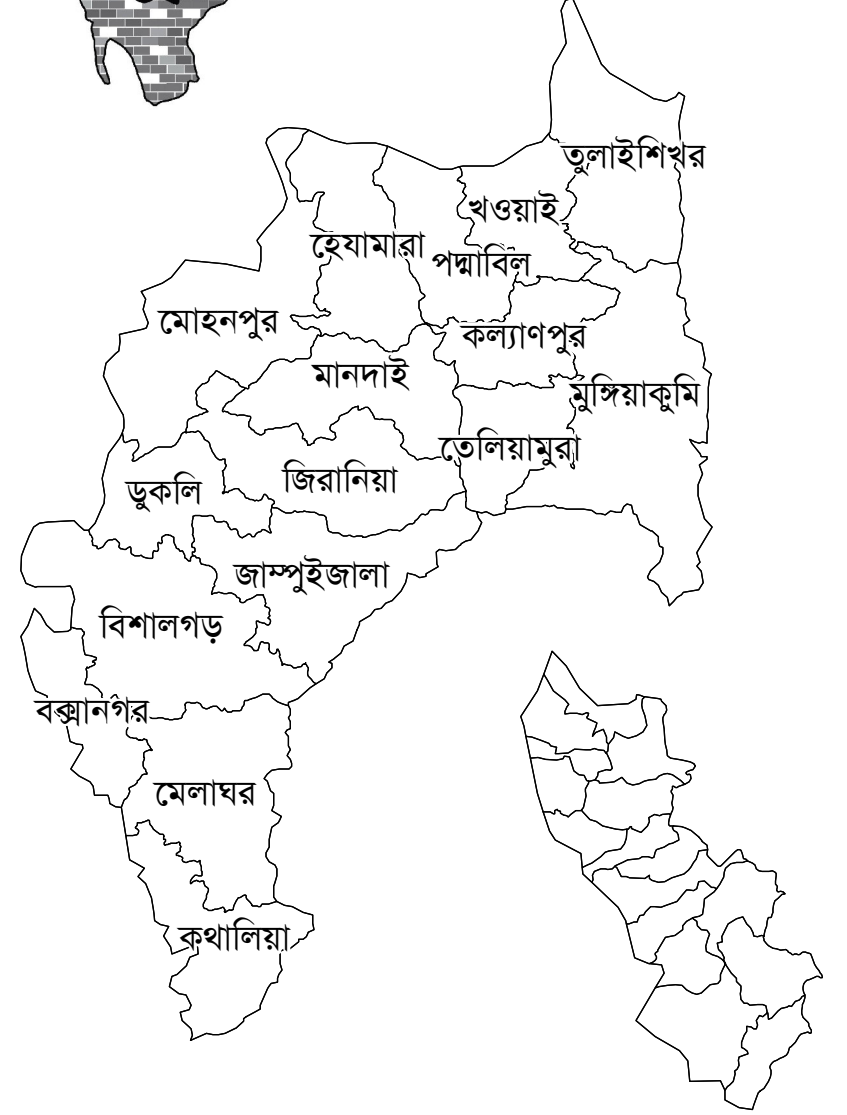 তুলাইশিখর
খওয়াই
হেযামারা
পদ্মাবিল
মোহনপুর
কল্যাণপুর
মানদাই
মুঙ্গিয়াকুমি
তেলিয়ামুরা
জিরানিয়া
ডুকলি
জাম্পুইজালা
বিশালগড়
বক্সানগর
মেলাঘর
কথালিয়া